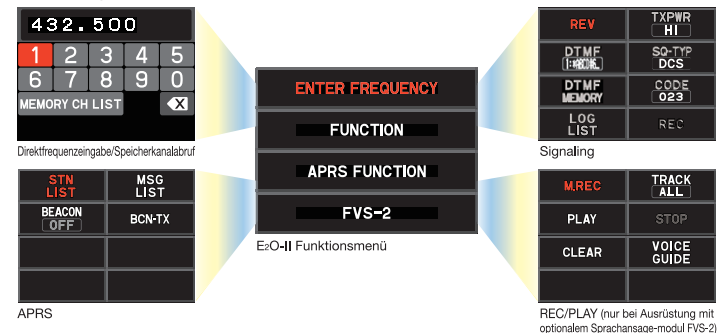 432.500
1 2 3 4 5
6 7 8 9 0
MEMORY CH LIST X
Direktfrequenzeingabe/Speicherkanalabruf
STN LIST
MSG LIST
BEACON OFF
BCN-TX
APRS
ENTER FREQUENCY
FUNCTION
APRS FUNCTION
FVS-2
E2O-II Funktionsmenü
REV
TXPWR HI
DTMF
SQ-TYP DCS
DTMF MEMORY
CODE 023
LOG LIST
REC
Signaling
M.REC
TRACK ALL
PLAY
STOP
CLEAR
VOICE GUIDE
REC/PLAY (nur bei Ausrüstung mit
optionalem Sprachansage-modul FVS-2)